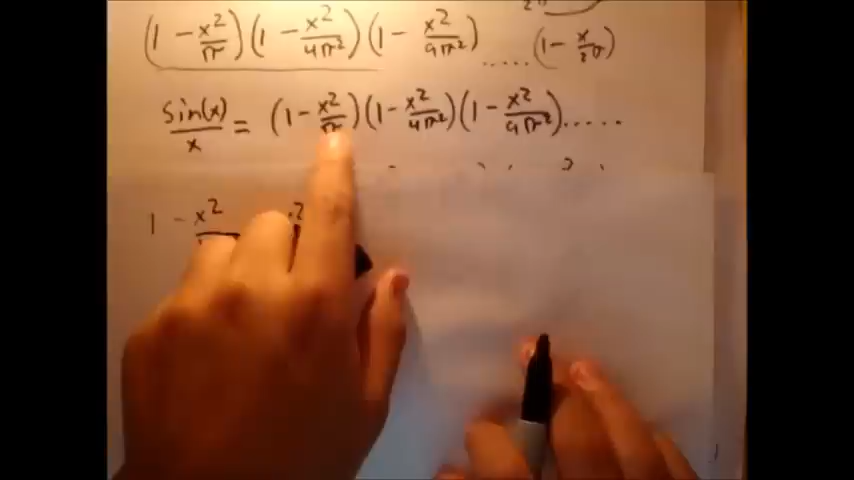 (1 - x²/π²)(1 - x²/4π²)(1 - x²/9π²) ..... (1 - x/2π)
sin(x)/x = (1 - x²/π²)(1 - x²/4π²)(1 - x²/9π²) .....
1 - x²